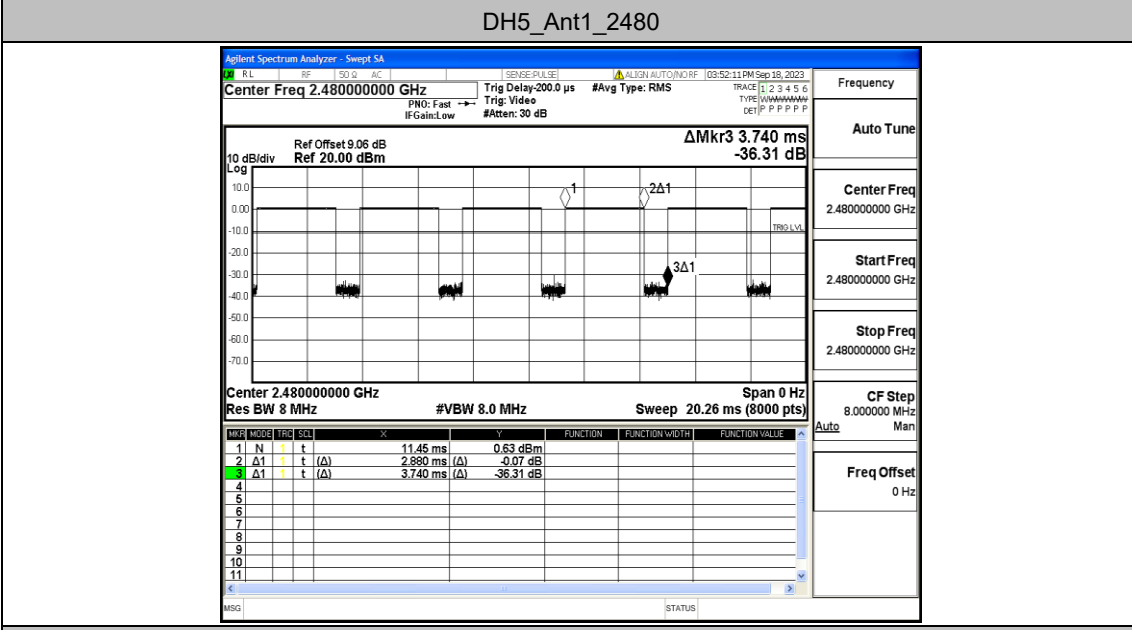 DH5_Ant1_2480
Agilent Spectrum Analyzer - Swept SA
RL RF 50 Ω AC SENSE:PULSE ALIGN AUTO/NO RF 03:52:11 PM Sep 18, 2023
Center Freq 2.480000000 GHz
PNO: Fast
IFGain:Low
Trig Delay-200.0 µs
Trig: Video
#Atten: 30 dB
#Avg Type: RMS
TRACE 1 2 3 4 5 6
TYPE
DET P P P P P P
ΔMkr3 3.740 ms
-36.31 dB
Ref Offset 9.06 dB
10 dB/div Ref 20.00 dBm
Log
10.0
0.00
-10.0
-20.0
-30.0
-40.0
-50.0
-60.0
-70.0
1
2Δ1
TRIG LVL
3Δ1
Center 2.480000000 GHz Span 0 Hz
Res BW 8 MHz #VBW 8.0 MHz Sweep 20.26 ms (8000 pts)
MKR MODE TRC SCL X Y FUNCTION FUNCTION WIDTH FUNCTION VALUE
1 N 1 t 11.45 ms 0.63 dBm
2 Δ1 1 t (Δ) 2.880 ms (Δ) -0.07 dB
3 Δ1 1 t (Δ) 3.740 ms (Δ) -36.31 dB
4
5
6
7
8
9
10
11
MSG STATUS
Frequency
Auto Tune
Center Freq
2.480000000 GHz
Start Freq
2.480000000 GHz
Stop Freq
2.480000000 GHz
CF Step
8.000000 MHz
Auto Man
Freq Offset
0 Hz